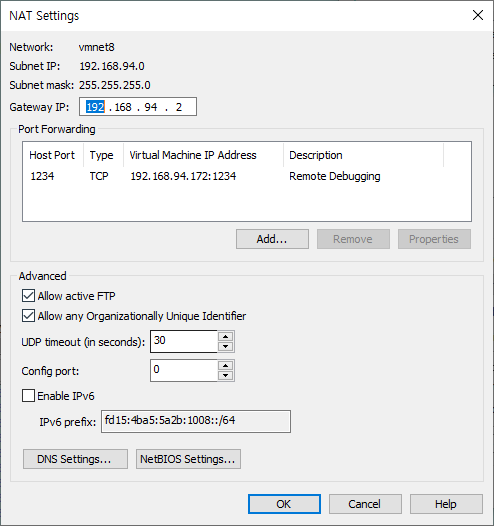 NAT Settings
Network: vmnet8
Subnet IP: 192.168.94.0
Subnet mask: 255.255.255.0
Gateway IP: 192 . 168 . 94 . 2
Port Forwarding
Host Port Type Virtual Machine IP Address Description
1234 TCP 192.168.94.172:1234 Remote Debugging
Add... Remove Properties
Advanced
Allow active FTP
Allow any Organizationally Unique Identifier
UDP timeout (in seconds): 30
Config port: 0
Enable IPv6
IPv6 prefix: fd15:4ba5:5a2b:1008::/64
DNS Settings... NetBIOS Settings...
OK Cancel Help